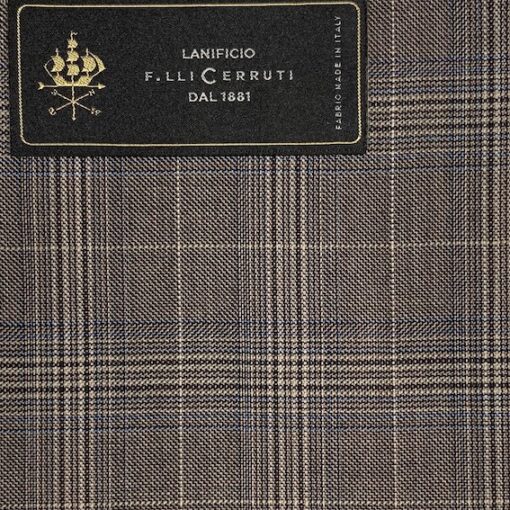 LANIFICIO
F.LLI CERRUTI
DAL 1881
FABRIC MADE IN ITALY